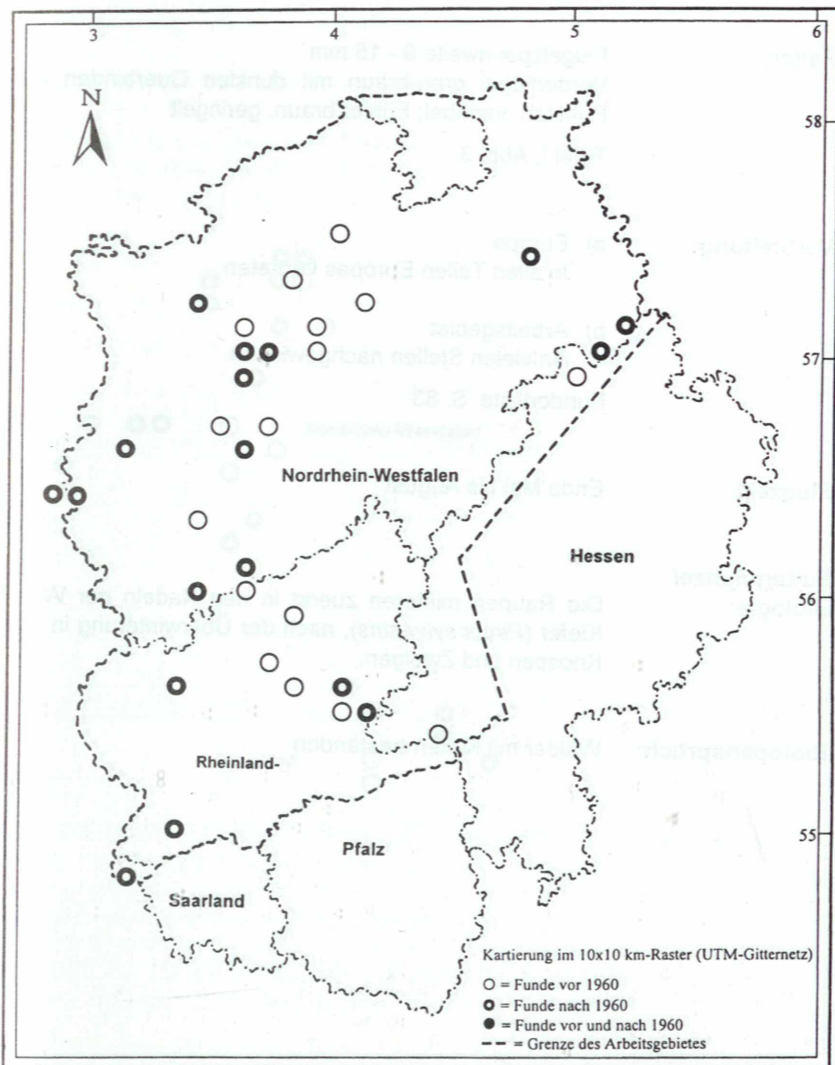 3 4 5 6
N
58
57
Nordrhein-Westfalen
Hessen
56
Rheinland-
55
Pfalz
Saarland
Kartierung im 10x10 km-Raster (UTM-Gitternetz)
= Funde vor 1960
= Funde nach 1960
= Funde vor und nach 1960
= Grenze des Arbeitsgebietes